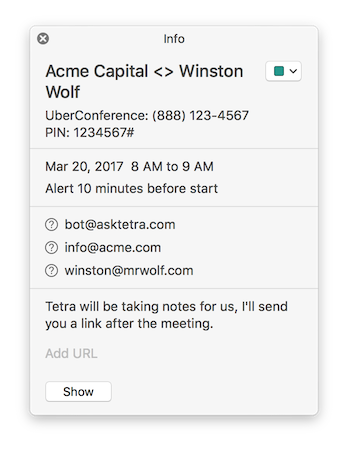 Info
Acme Capital <> Winston
Wolf
UberConference: (888) 123-4567
PIN: 1234567#
Mar 20, 2017  8 AM to 9 AM
Alert 10 minutes before start
? bot@asktetra.com
? info@acme.com
? winston@mrwolf.com
Tetra will be taking notes for us, I'll send
you a link after the meeting.
Add URL
Show